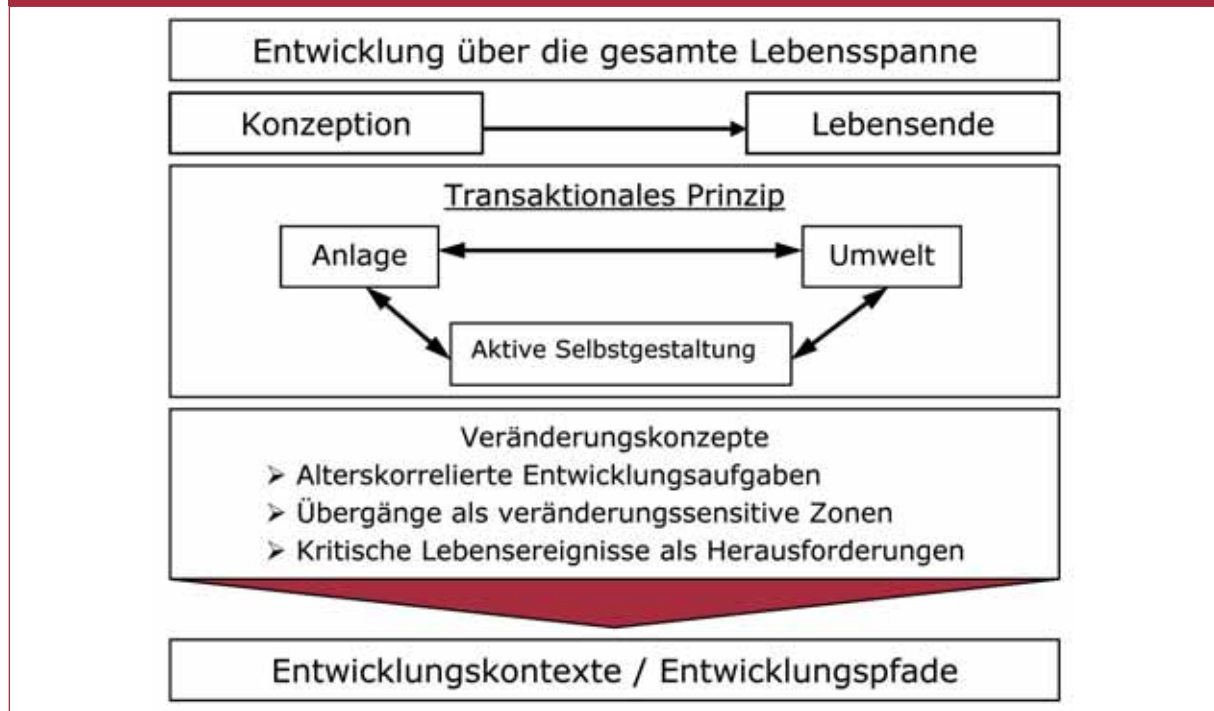 Entwicklung über die gesamte Lebensspanne
Konzeption
Lebensende
Transaktionales Prinzip
Anlage
Umwelt
Aktive Selbstgestaltung
Veränderungskonzepte
➢ Alterskorrelierte Entwicklungsaufgaben
➢ Übergänge als veränderungssensitive Zonen
➢ Kritische Lebensereignisse als Herausforderungen
Entwicklungskontexte / Entwicklungspfade